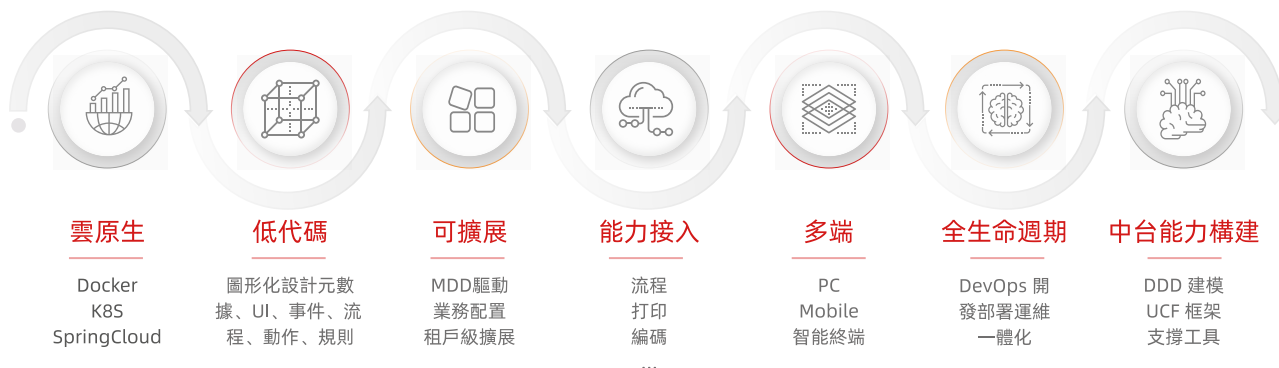 雲原生
Docker
K8S
SpringCloud
低代碼
圖形化設計元數
據、UI、事件、流
程、動作、規則
可擴展
MDD驅動
業務配置
租戶級擴展
能力接入
流程
打印
編碼
...
多端
PC
Mobile
智能終端
全生命週期
DevOps 開
發部署運維
一體化
中台能力構建
DDD 建模
UCF 框架
支撐工具